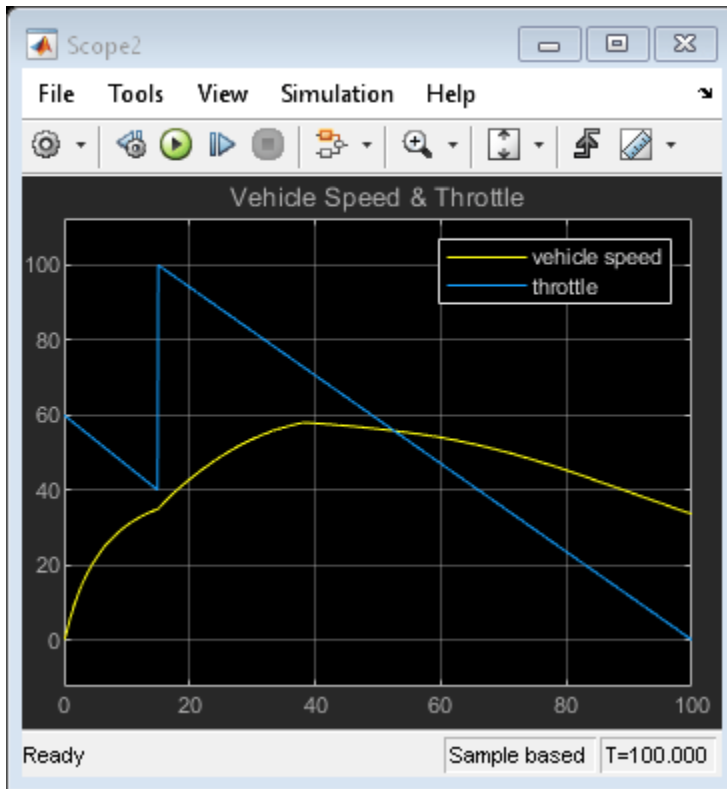 Scope2
File Tools View Simulation Help
Vehicle Speed & Throttle
vehicle speed
throttle
100
80
60
40
20
0
0 20 40 60 80 100
Ready Sample based T=100.000